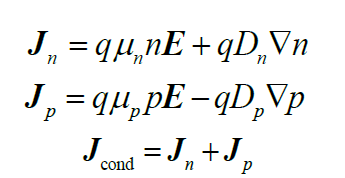 J_n = qμ_n nE + qD_n ∇n
J_p = qμ_p pE − qD_p ∇p
J_cond = J_n + J_p